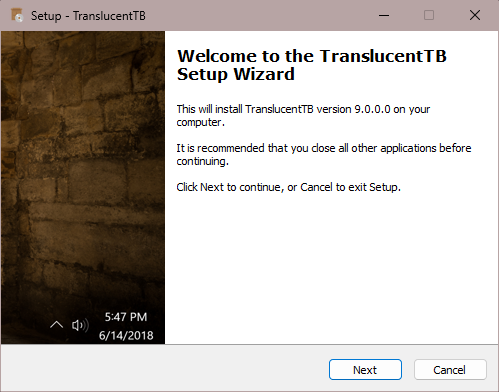 Setup - TranslucentTB
Welcome to the TranslucentTB
Setup Wizard
This will install TranslucentTB version 9.0.0.0 on your
computer.
It is recommended that you close all other applications before
continuing.
Click Next to continue, or Cancel to exit Setup.
5:47 PM
6/14/2018
Next
Cancel